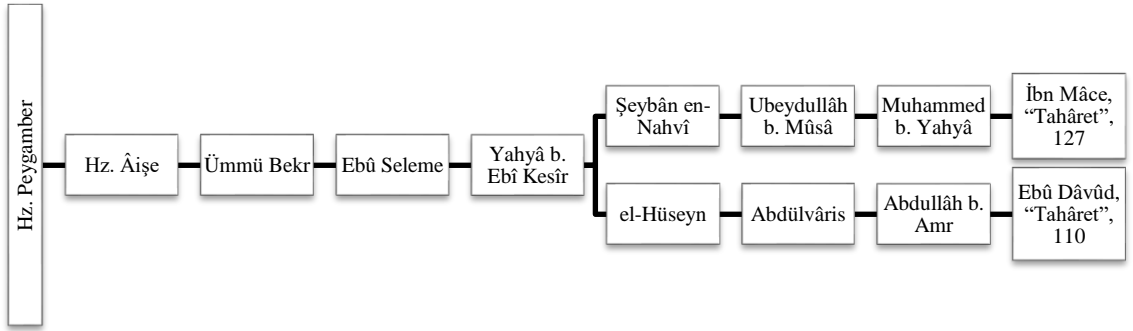 Hz. Peygamber
Hz. Âişe
Ümmü Bekr
Ebû Seleme
Yahyâ b.
Ebî Kesîr
Şeybân en-
Nahvî
Ubeydullâh
b. Mûsâ
Muhammed
b. Yahyâ
İbn Mâce,
“Tahâret”,
127
el-Hüseyn
Abdülvâris
Abdullâh b.
Amr
Ebû Dâvûd,
“Tahâret”,
110